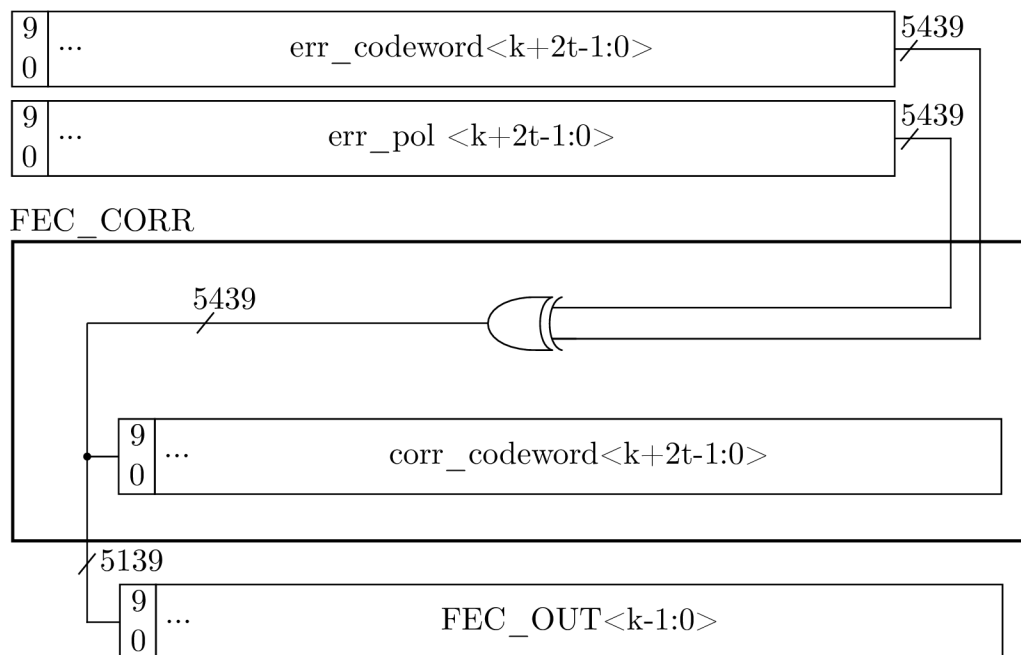 9
0
... err_codeword<k+2t-1:0>
5439
9
0
... err_pol <k+2t-1:0>
5439
FEC_CORR
5439
9
0
... corr_codeword<k+2t-1:0>
5139
9
0
... FEC_OUT<k-1:0>